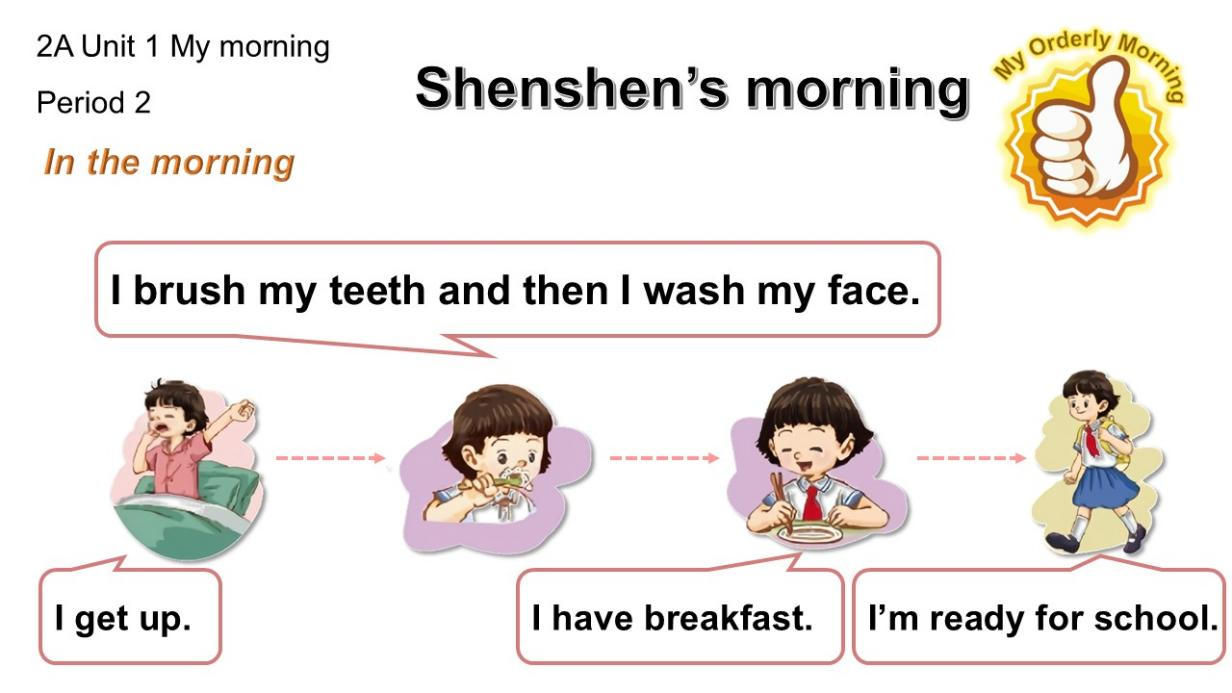 2A Unit 1 My morning
Period 2
Shenshen’s morning
My Orderly Morning
In the morning
I brush my teeth and then I wash my face.
I get up.
I have breakfast.
I’m ready for school.